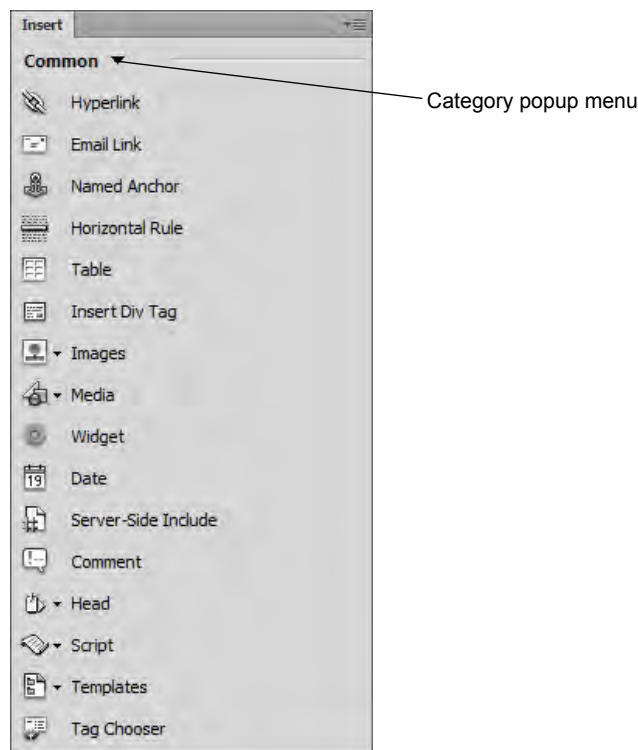 Insert
Common
Category popup menu
Hyperlink
Email Link
Named Anchor
Horizontal Rule
Table
Insert Div Tag
Images
Media
Widget
19
Date
Server-Side Include
Comment
Head
Script
Templates
Tag Chooser